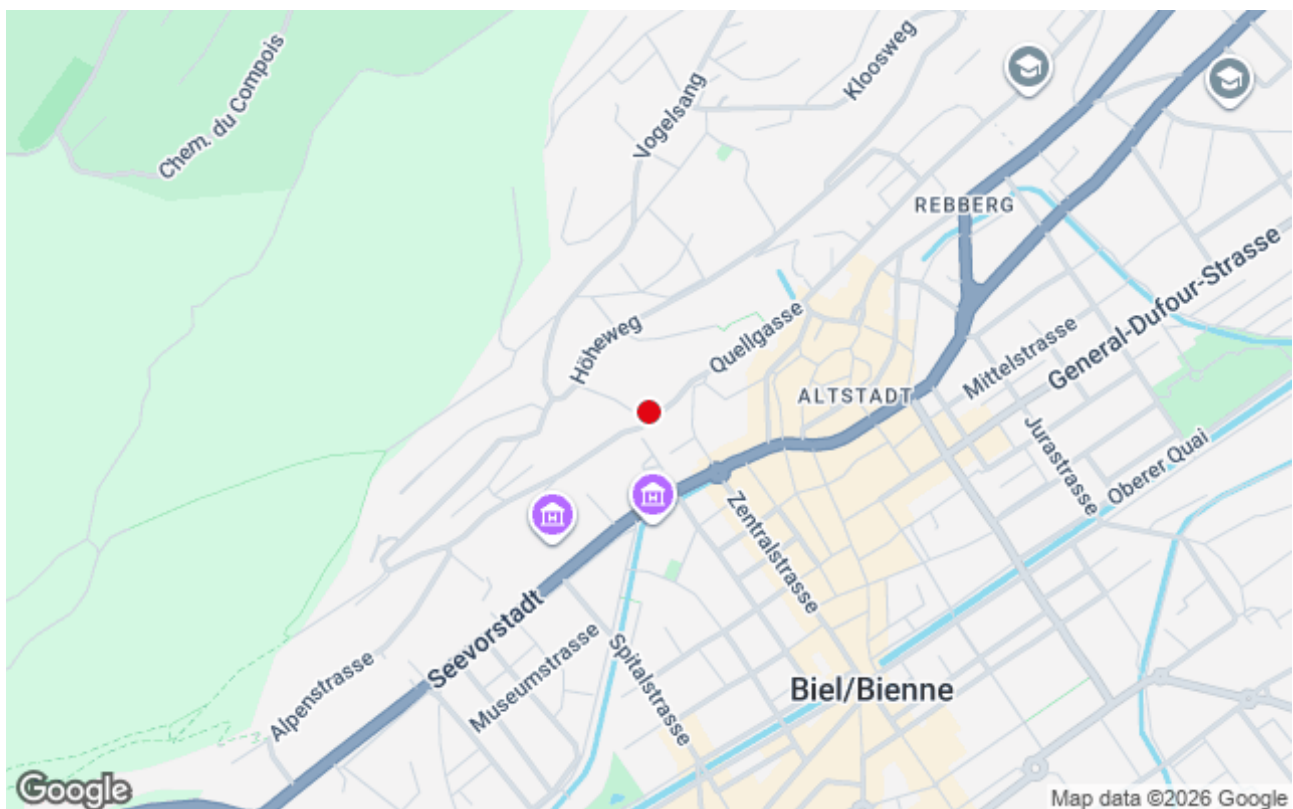 Chem. du Compois
Vogelsang
Kloosweg
REBBERG
General-Dufour-Strasse
Höheweg
Quellgasse
Mittelstrasse
ALTSTADT
Jurastrasse
Oberer Quai
Zentralstrasse
Seevorstadt
Museumstrasse
Spitalstrasse
Alpenstrasse
Biel/Bienne
H
H
Google
Map data ©2026 Google